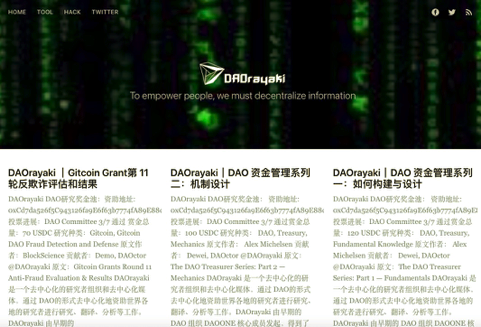 HOME TOOL HACK TWITTER
DAOrayaki
To empower people, we must decentralize information
DAOrayaki ｜Gitcoin Grant第 11
轮反欺诈评估和结果
DAOrayaki DAO研究奖金池： 资助地址:
0xCd7da526f5C943126fa9E6f63b7774fA89E88d
投票进展： DAO Committee 3/7 通过 赏金总
量：70 USDC 研究种类：Gitcoin, Gitcoin
DAO Fraud Detection and Defense 原文作
者：BlockScience 贡献者：Demo, DAOctor
@DAOrayaki 原文：Gitcoin Grants Round 11
Anti-Fraud Evaluation & Results DAOrayaki
是一个去中心化的研究者组织和去中心化媒
体。通过 DAO的形式去中心化地资助世界各
地的研究者进行研究、翻译、分析等工作。
DAOrayaki 由早期的
DAOrayaki｜DAO 资金管理系列
二：机制设计
DAOrayaki DAO研究奖金池： 资助地址:
0xCd7da526f5C943126fa9E6f63b7774fA89E88d
投票进展：DAO Committee 3/7 通过 赏金总
量：100 USDC 研究种类：DAO, Treasury,
Mechanics 原文作者：Alex Michelsen 贡献
者：Dewei, DAOctor @DAOrayaki 原文：
The DAO Treasurer Series: Part 2 —
Mechanics DAOrayaki 是一个去中心化的研
究者组织和去中心化媒体。通过 DAO的形式
去中心化地资助世界各地的研究者进行研究、
翻译、分析等工作。DAOrayaki 由早期的
DAO 组织 DAOONE 核心成员发起，得到了
DAOrayaki｜DAO 资金管理系列
一：如何构建与设计
DAOrayaki DAO研究奖金池： 资助地址:
0xCd7da526f5C943126fa9E6f63b7774fA89E88d
投票进展：DAO Committee 3/7 通过 赏金总
量：120 USDC 研究种类：DAO, Treasury,
Fundamental Knowledge 原文作者： Alex
Michelsen 贡献者：Dewei, DAOctor
@DAOrayaki 原文：The DAO Treasurer
Series: Part 1 — Fundamentals DAOrayaki 是
一个去中心化的研究者组织和去中心化媒体。
通过 DAO的形式去中心化地资助世界各地的
研究者进行研究、翻译、分析等工作。
DAOrayaki 由早期的 DAO 组织 DAOONE 核